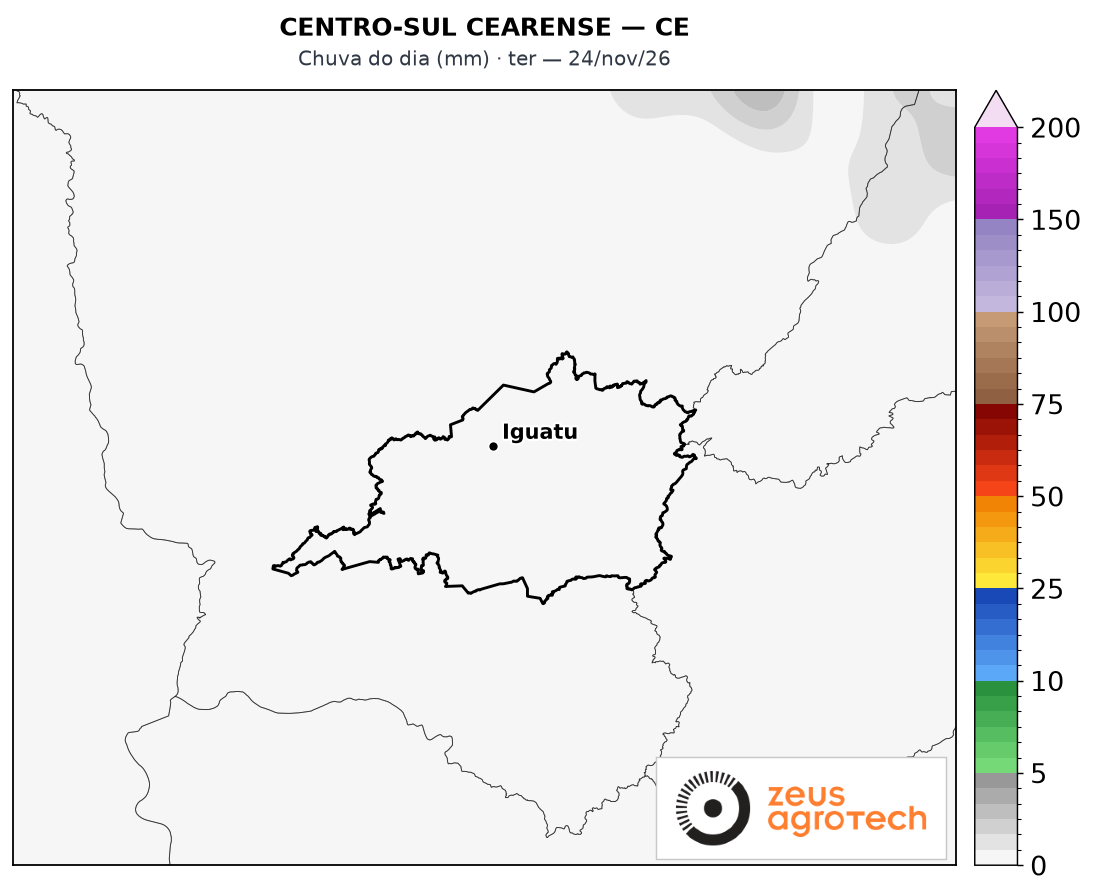 CENTRO-SUL CEARENSE — CE
Chuva do dia (mm) · ter — 24/nov/26
200
150
100
75
50
25
10
5
0
Iguatu
zeus
agrotech